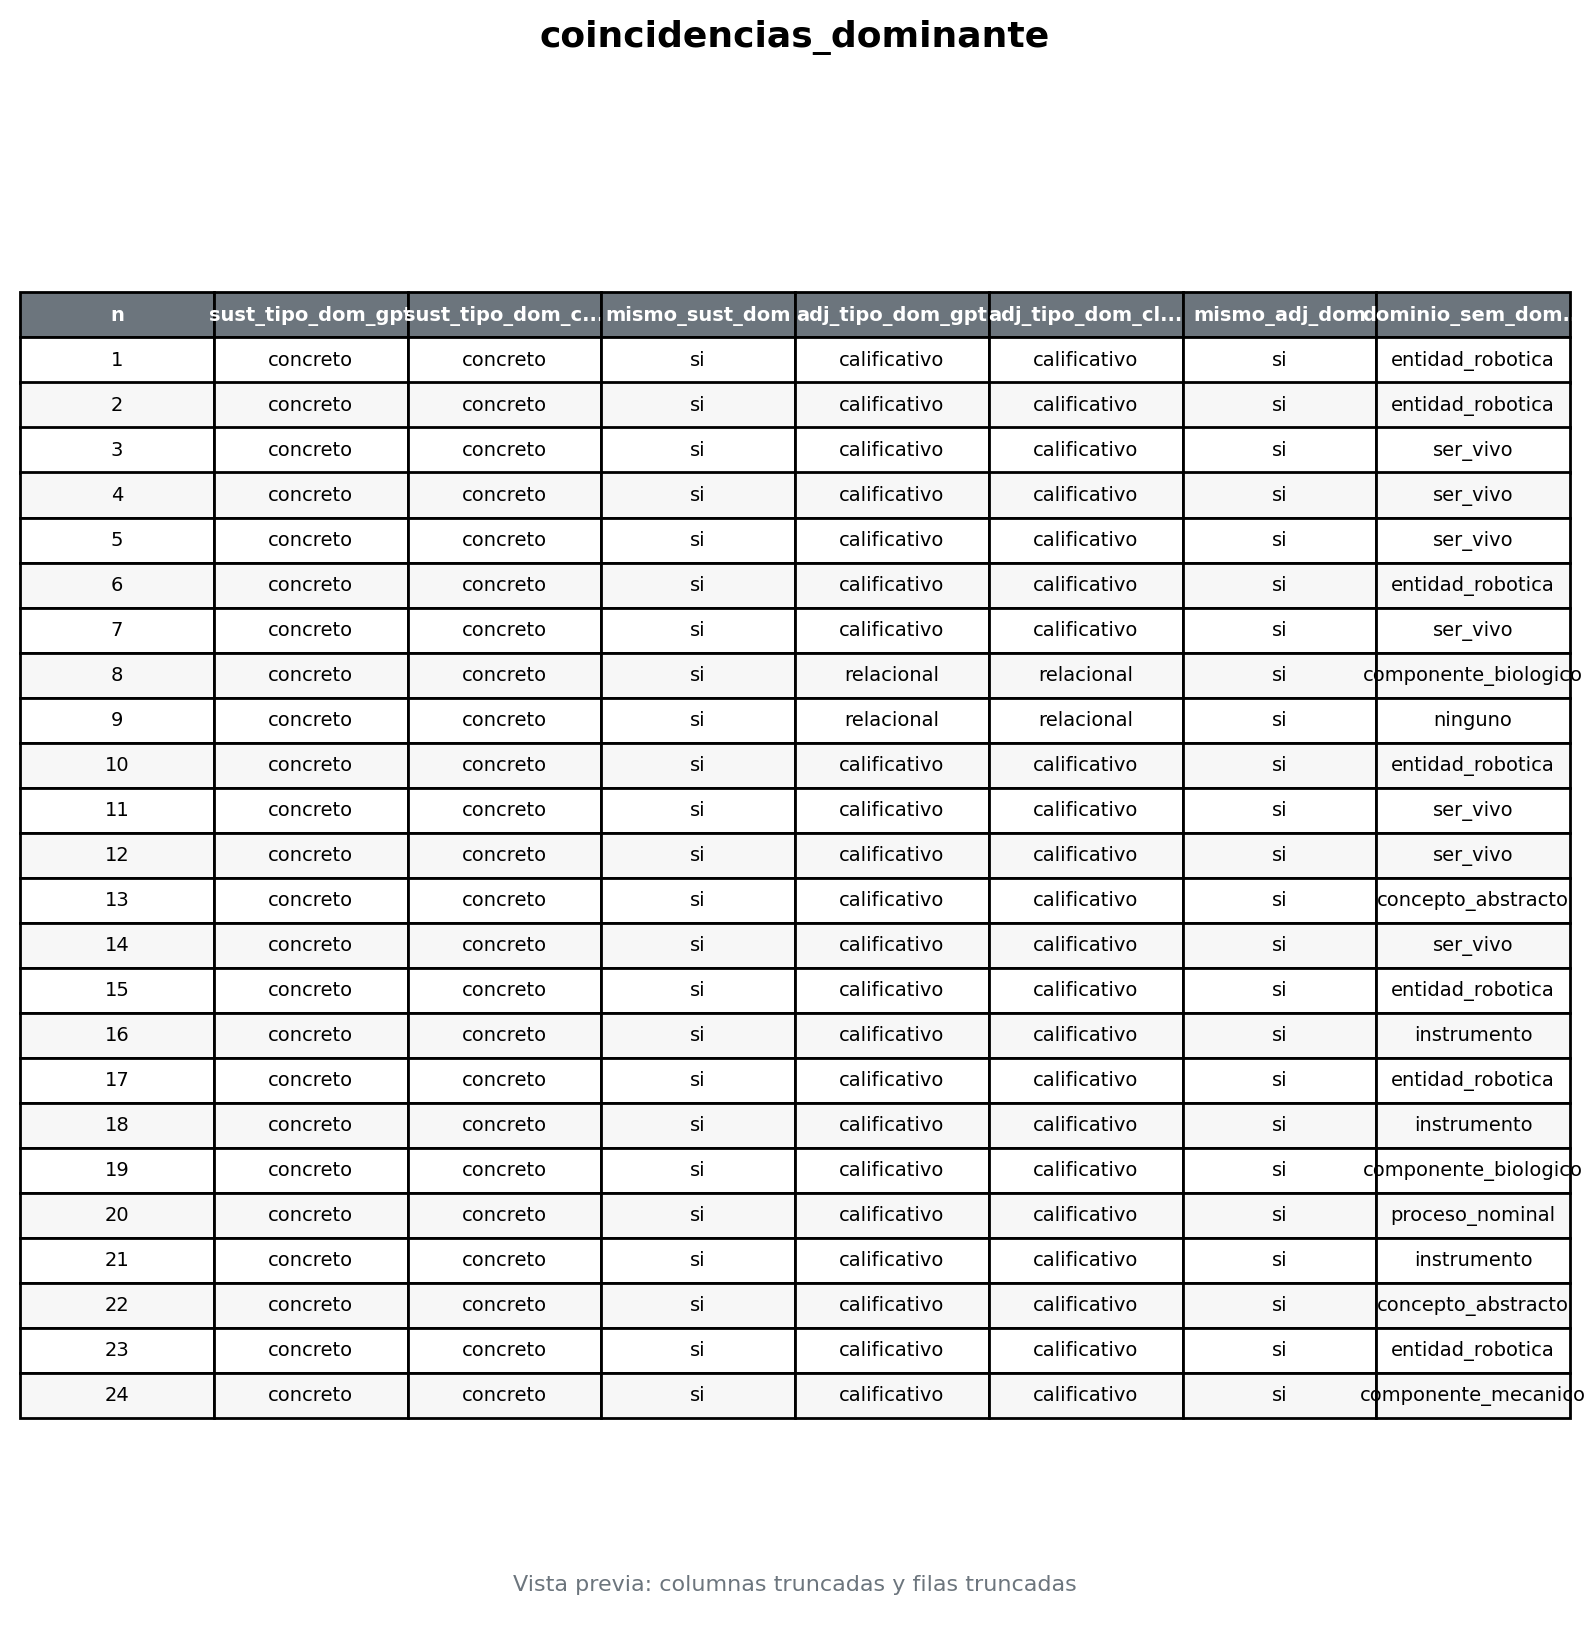 coincidencias_dominante
n sust_tipo_dom_gpt sust_tipo_dom_c... mismo_sust_dom adj_tipo_dom_gpt adj_tipo_dom_cl... mismo_adj_dom dominio_sem_dom...
1 concreto concreto si calificativo calificativo si entidad_robotica
2 concreto concreto si calificativo calificativo si entidad_robotica
3 concreto concreto si calificativo calificativo si ser_vivo
4 concreto concreto si calificativo calificativo si ser_vivo
5 concreto concreto si calificativo calificativo si ser_vivo
6 concreto concreto si calificativo calificativo si entidad_robotica
7 concreto concreto si calificativo calificativo si ser_vivo
8 concreto concreto si relacional relacional si componente_biologico
9 concreto concreto si relacional relacional si ninguno
10 concreto concreto si calificativo calificativo si entidad_robotica
11 concreto concreto si calificativo calificativo si ser_vivo
12 concreto concreto si calificativo calificativo si ser_vivo
13 concreto concreto si calificativo calificativo si concepto_abstracto
14 concreto concreto si calificativo calificativo si ser_vivo
15 concreto concreto si calificativo calificativo si entidad_robotica
16 concreto concreto si calificativo calificativo si instrumento
17 concreto concreto si calificativo calificativo si entidad_robotica
18 concreto concreto si calificativo calificativo si instrumento
19 concreto concreto si calificativo calificativo si componente_biologico
20 concreto concreto si calificativo calificativo si proceso_nominal
21 concreto concreto si calificativo calificativo si instrumento
22 concreto concreto si calificativo calificativo si concepto_abstracto
23 concreto concreto si calificativo calificativo si entidad_robotica
24 concreto concreto si calificativo calificativo si componente_mecanico
Vista previa: columnas truncadas y filas truncadas